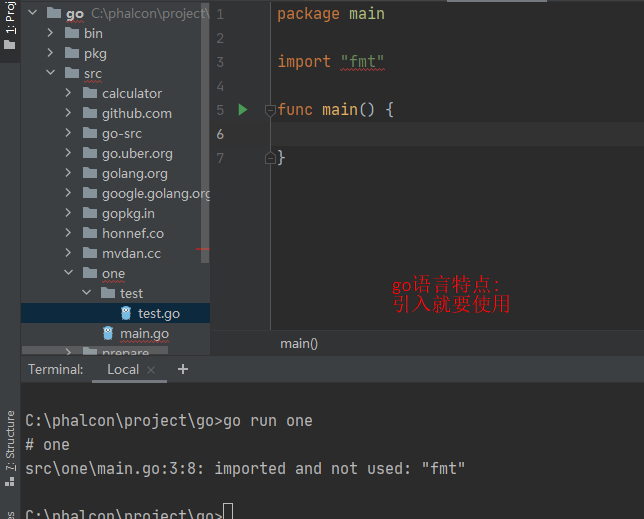 1: Proj
go C:\phalcon\project\
bin
pkg
src
calculator
github.com
go-src
go.uber.org
golang.org
google.golang.org
gopkg.in
honnef.co
mvdan.cc
one
test
test.go
main.go
prepare
1 package main
2
3 import "fmt"
4
5 func main() {
6
7 }
go语言特点:
引入就要使用
main()
Terminal: Local × +
7: Structure
C:\phalcon\project\go>go run one
# one
src\one\main.go:3:8: imported and not used: "fmt"
C:\phalcon\project\go>